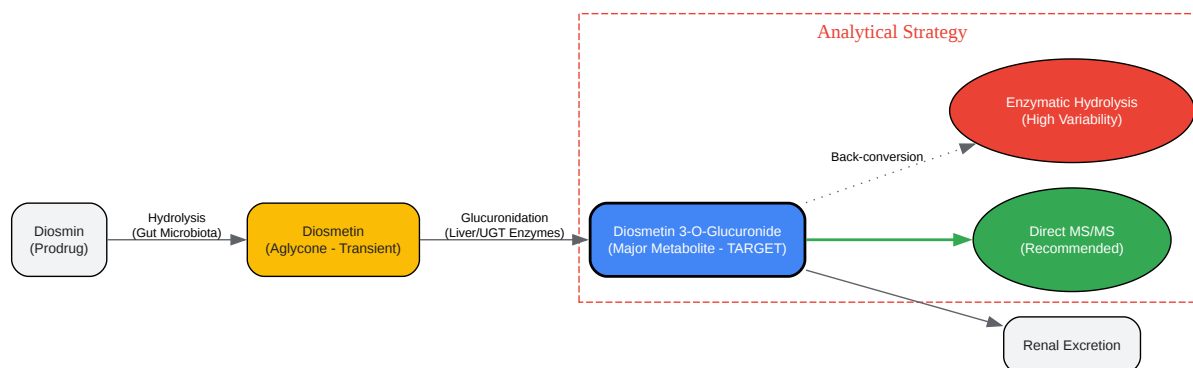 Analytical Strategy
Enzymatic Hydrolysis
(High Variability)
Back-conversion
Diosmin
(Prodrug)
Hydrolysis
(Gut Microbiota)
Diosmetin
(Aglycone - Transient)
Glucuronidation
(Liver/UGT Enzymes)
Diosmetin 3-O-Glucuronide
(Major Metabolite - TARGET)
Direct MS/MS
(Recommended)
Renal Excretion